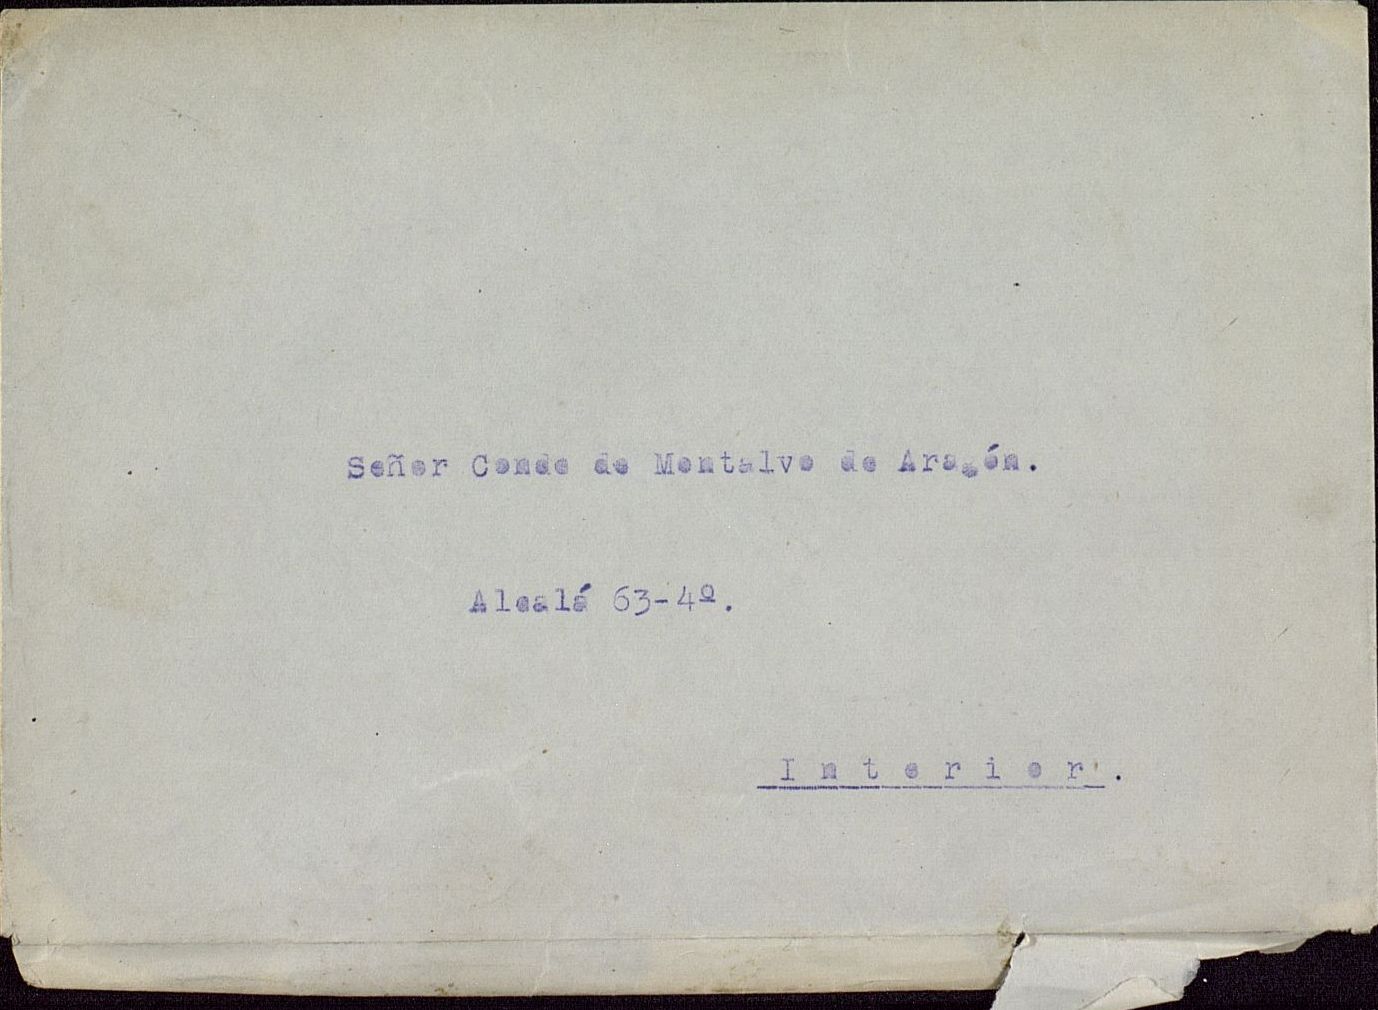 Señor Conde de Montalvo de Aragón.
Alcalá 63-4º.
Interior.